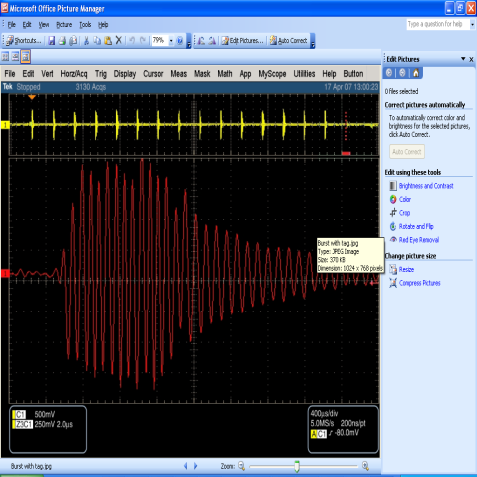 Microsoft Office Picture Manager
File Edit View Picture Tools Help
Type a question for help
Shortcuts... 79% Edit Pictures... Auto Correct
File Edit Vert Horz/Acq Trig Display Cursor Meas Mask Math App MyScope Utilities Help Button
Tek Stopped 3130 Acqs 17 Apr 07 13:00:23
Edit Pictures
0 files selected
Correct pictures automatically
To automatically correct color and
brightness for the selected pictures,
click Auto Correct.
Auto Correct
Edit using these tools
Brightness and Contrast
Color
Crop
Rotate and Flip
Red Eye Removal
Change picture size
Resize
Compress Pictures
Burst with tag.jpg
Type: JPEG Image
Size: 370 KB
Dimension: 1024 x 768 pixels
C1 500mV
Z3C1 250mV 2.0µs
400µs/div
5.0MS/s 200ns/pt
A C1 -80.0mV
Burst with tag.jpg
Zoom: